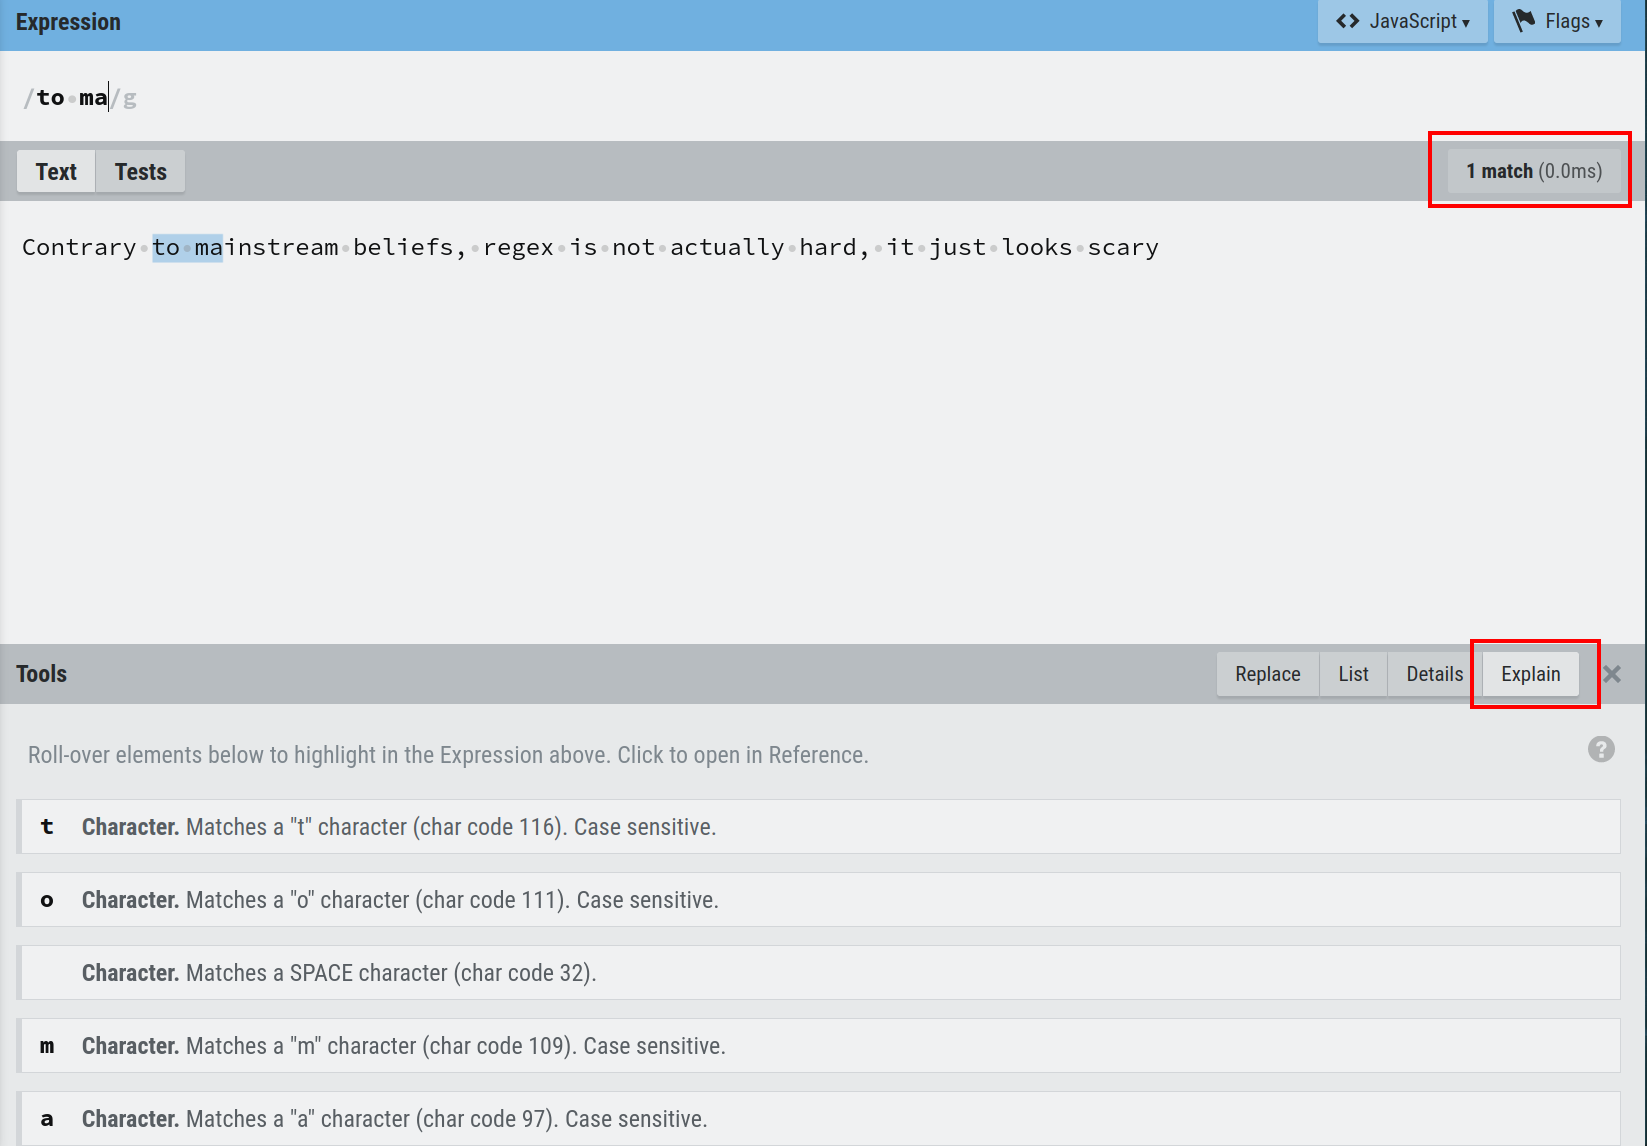 Expression
<> JavaScript ▾
Flags ▾
/to·ma/g
Text
Tests
1 match (0.0ms)
Contrary·to·mainstream·beliefs,·regex·is·not·actually·hard,·it·just·looks·scary
Tools
Replace
List
Details
Explain
Roll-over elements below to highlight in the Expression above. Click to open in Reference.
?
t Character. Matches a "t" character (char code 116). Case sensitive.
o Character. Matches a "o" character (char code 111). Case sensitive.
Character. Matches a SPACE character (char code 32).
m Character. Matches a "m" character (char code 109). Case sensitive.
a Character. Matches a "a" character (char code 97). Case sensitive.